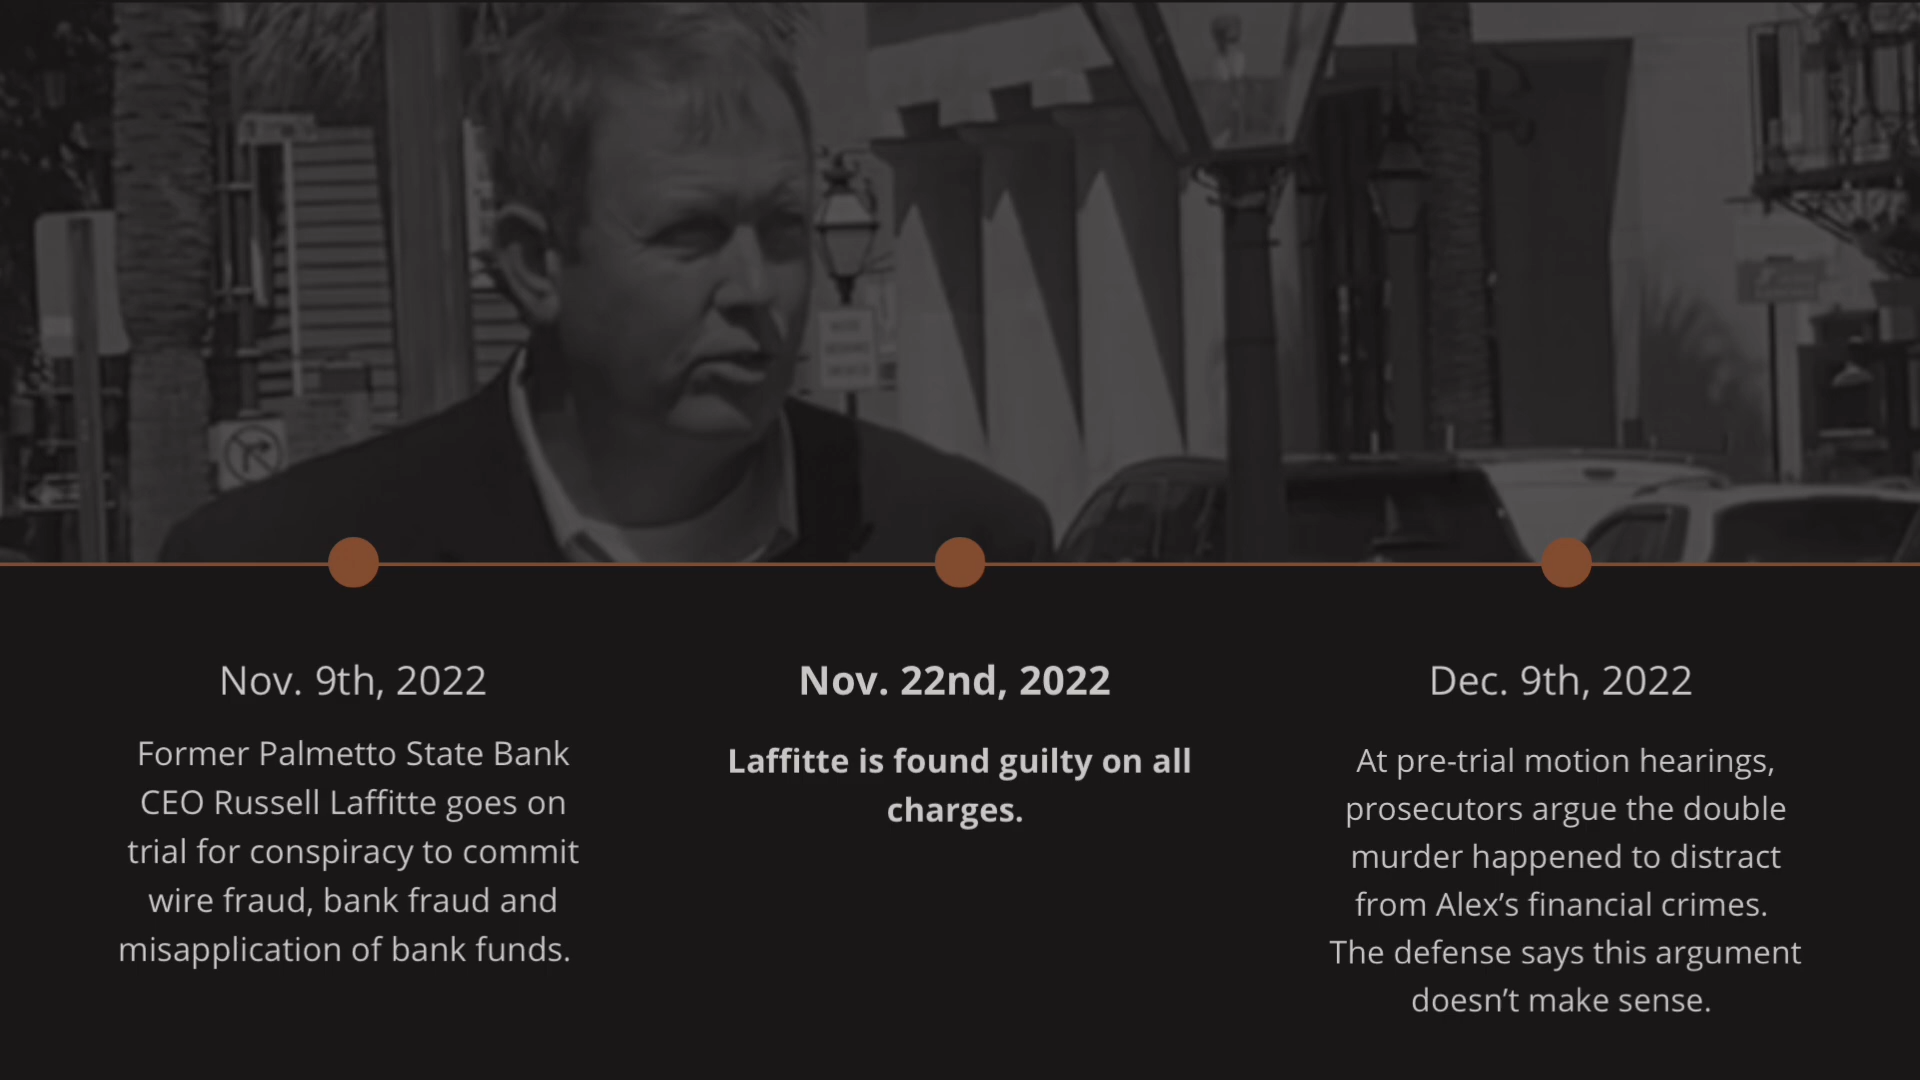 Nov. 9th, 2022
Former Palmetto State Bank
CEO Russell Laffitte goes on
trial for conspiracy to commit
wire fraud, bank fraud and
misapplication of bank funds.
Nov. 22nd, 2022
Laffitte is found guilty on all
charges.
Dec. 9th, 2022
At pre-trial motion hearings,
prosecutors argue the double
murder happened to distract
from Alex’s financial crimes.
The defense says this argument
doesn’t make sense.